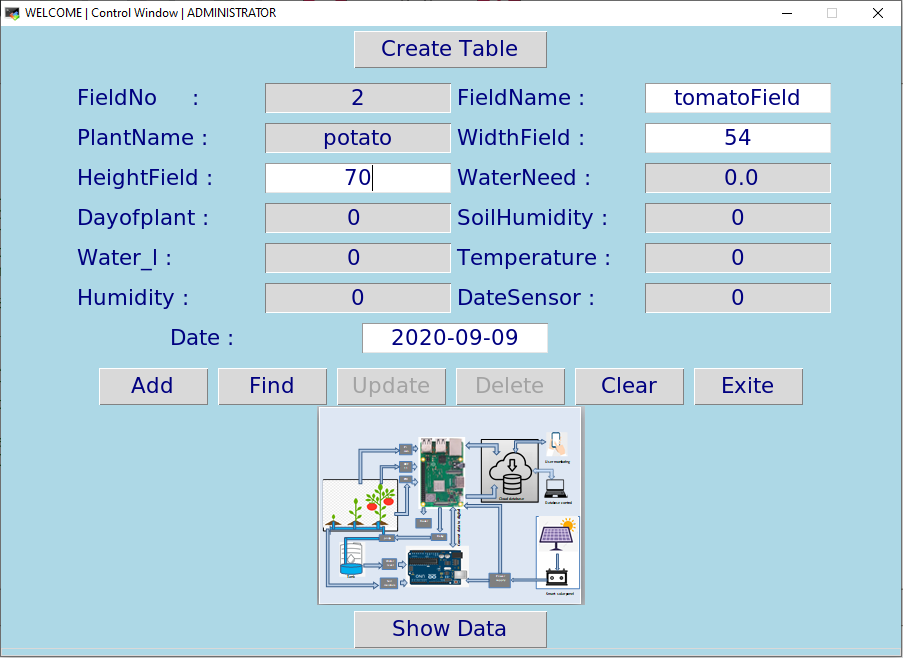 WELCOME | Control Window | ADMINISTRATOR
Create Table
FieldNo : 2 FieldName : tomatoField
PlantName : potato WidthField : 54
HeightField : 70 WaterNeed : 0.0
Dayofplant : 0 SoilHumidity : 0
Water_l : 0 Temperature : 0
Humidity : 0 DateSensor : 0
Date : 2020-09-09
Add Find Update Delete Clear Exite
Cloud database
Show Data